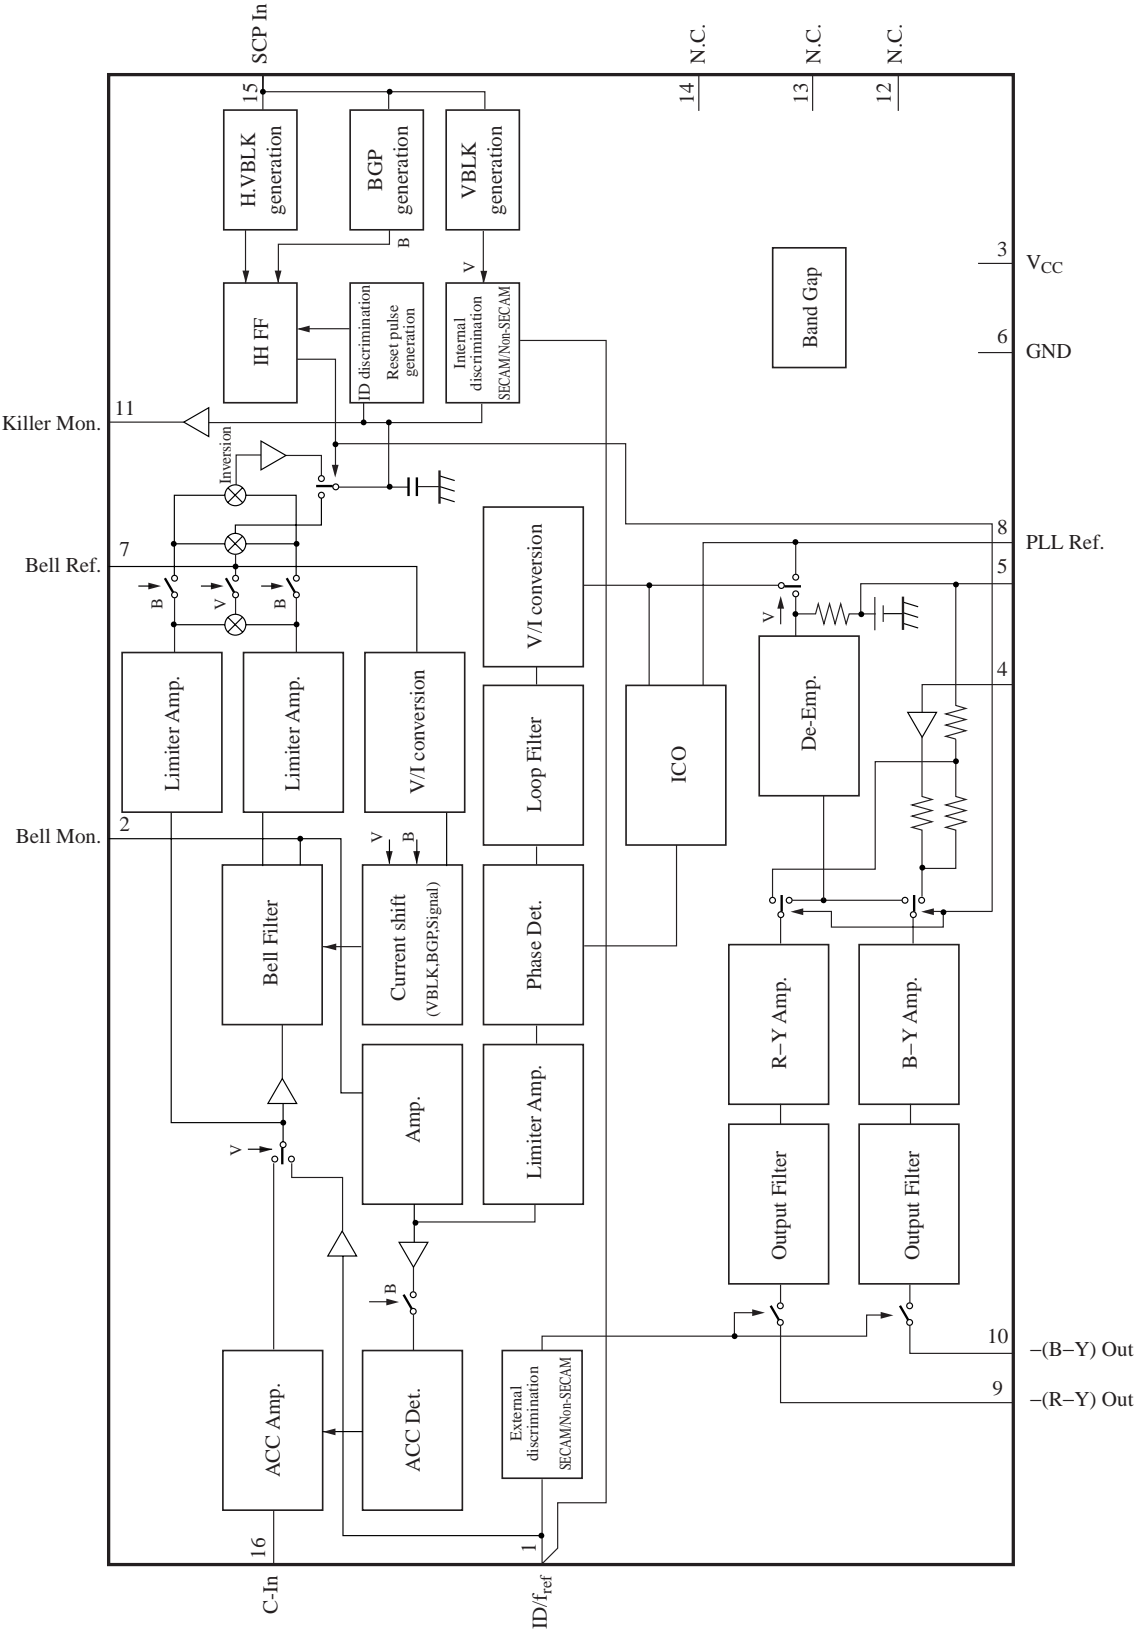 SCP In
N.C.
N.C.
N.C.
15
14
13
12
H.VBLK
generation
BGP
generation
VBLK
generation
B
V
3
VCC
6
GND
Band Gap
IH FF
ID discrimination
Reset pulse
generation
Internal
discrimination
SECAM/Non-SECAM
Killer Mon.
11
Inversion
Bell Ref.
7
B
V
B
8
PLL Ref.
5
4
V
V/I conversion
Limiter Amp.
Limiter Amp.
V/I conversion
Loop Filter
ICO
De-Emp.
Bell Mon.
2
V
B
Bell Filter
Current shift
(VBLK,BGP,Signal)
Phase Det.
R−Y Amp.
B−Y Amp.
Amp.
Limiter Amp.
V
Output Filter
Output Filter
B
10
−(B−Y) Out
9
−(R−Y) Out
ACC Amp.
ACC Det.
External
discrimination
SECAM/Non-SECAM
16
1
C-In
ID/fref